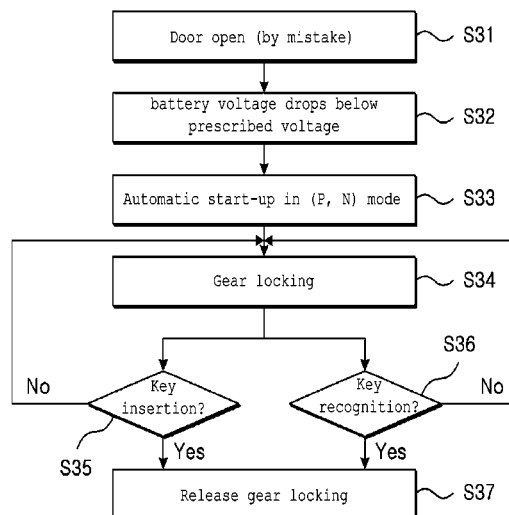 Door open (by mistake)
S31
battery voltage drops below
prescribed voltage
S32
Automatic start-up in (P, N) mode
S33
Gear locking
S34
S36
No
Key
insertion?
Key
recognition?
No
S35
Yes
Yes
Release gear locking
S37